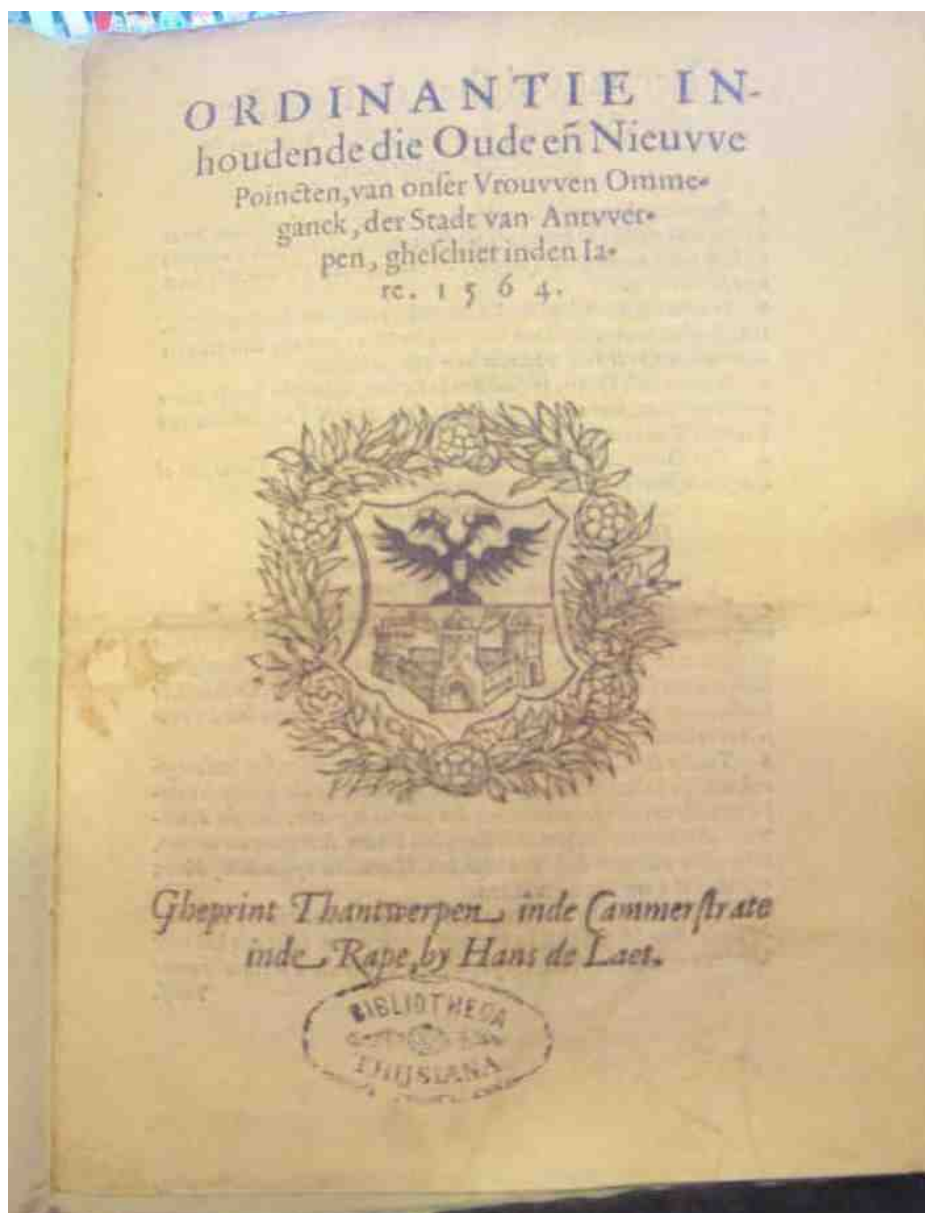 ORDINANTIE IN-
houdende die Oude eñ Nieuvve
Poincten, van onſer Vrouvven Omme-
ganck, der Stadt van Antvver-
pen, gheſchiet inden Ia-
re. 1564.
Gheprint Thantwerpen inde Cammerſtrate
inde Rape, by Hans de Laet.
BIBLIOTHECA
THYSIANA